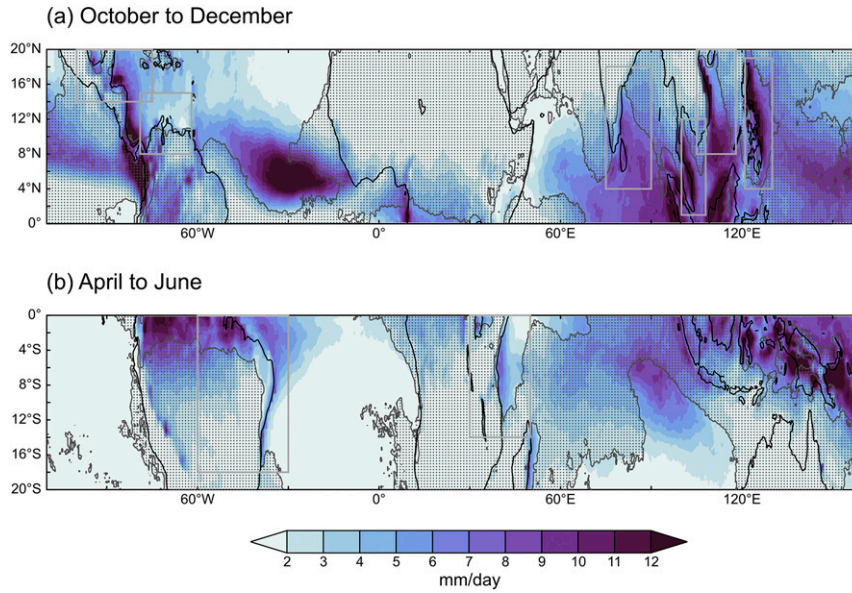 (a) October to December
20°N
16°
12°
8°
4°
0°
60°W 0° 60°E 120°E
(b) April to June
0°
4°S
8°S
12°S
16°S
20°S
60°W 0° 60°E 120°E
2 3 4 5 6 7 8 9 10 11 12
mm/day